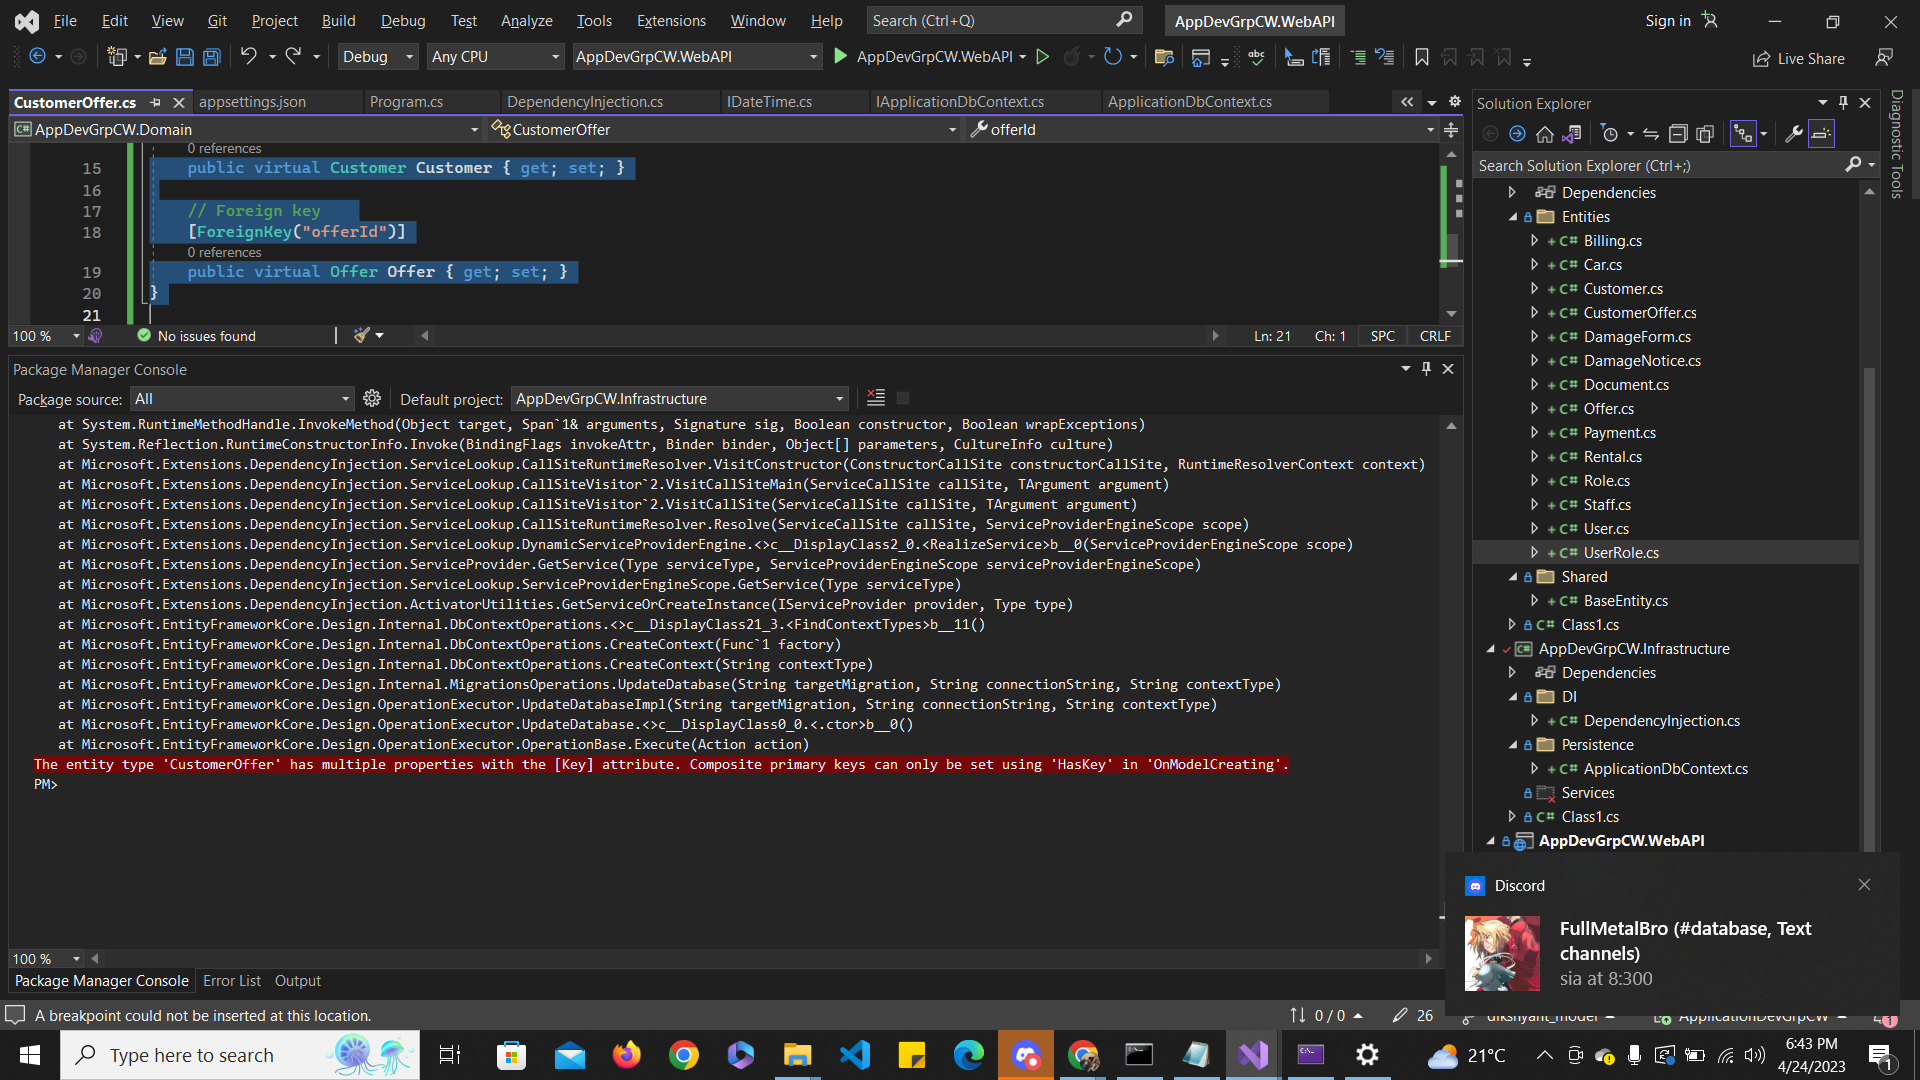 File Edit View Git Project Build Debug Test Analyze Tools Extensions Window Help Search (Ctrl+Q) AppDevGrpCW.WebAPI Sign in
Debug Any CPU AppDevGrpCW.WebAPI AppDevGrpCW.WebAPI Live Share
CustomerOffer.cs appsettings.json Program.cs DependencyInjection.cs IDateTime.cs IApplicationDbContext.cs ApplicationDbContext.cs
AppDevGrpCW.Domain CustomerOffer offerId
0 references
15 public virtual Customer Customer { get; set; }
16
17 // Foreign key
18 [ForeignKey("offerId")]
0 references
19 public virtual Offer Offer { get; set; }
20 }
21
100 % No issues found Ln: 21 Ch: 1 SPC CRLF
Package Manager Console
Package source: All Default project: AppDevGrpCW.Infrastructure
at System.RuntimeMethodHandle.InvokeMethod(Object target, Span`1& arguments, Signature sig, Boolean constructor, Boolean wrapExceptions)
at System.Reflection.RuntimeConstructorInfo.Invoke(BindingFlags invokeAttr, Binder binder, Object[] parameters, CultureInfo culture)
at Microsoft.Extensions.DependencyInjection.ServiceLookup.CallSiteRuntimeResolver.VisitConstructor(ConstructorCallSite constructorCallSite, RuntimeResolverContext context)
at Microsoft.Extensions.DependencyInjection.ServiceLookup.CallSiteVisitor`2.VisitCallSiteMain(ServiceCallSite callSite, TArgument argument)
at Microsoft.Extensions.DependencyInjection.ServiceLookup.CallSiteVisitor`2.VisitCallSite(ServiceCallSite callSite, TArgument argument)
at Microsoft.Extensions.DependencyInjection.ServiceLookup.CallSiteRuntimeResolver.Resolve(ServiceCallSite callSite, ServiceProviderEngineScope scope)
at Microsoft.Extensions.DependencyInjection.ServiceLookup.DynamicServiceProviderEngine.<>c__DisplayClass2_0.<RealizeService>b__0(ServiceProviderEngineScope scope)
at Microsoft.Extensions.DependencyInjection.ServiceProvider.GetService(Type serviceType, ServiceProviderEngineScope serviceProviderEngineScope)
at Microsoft.Extensions.DependencyInjection.ServiceLookup.ServiceProviderEngineScope.GetService(Type serviceType)
at Microsoft.Extensions.DependencyInjection.ActivatorUtilities.GetServiceOrCreateInstance(IServiceProvider provider, Type type)
at Microsoft.EntityFrameworkCore.Design.Internal.DbContextOperations.<>c__DisplayClass21_3.<FindContextTypes>b__11()
at Microsoft.EntityFrameworkCore.Design.Internal.DbContextOperations.CreateContext(Func`1 factory)
at Microsoft.EntityFrameworkCore.Design.Internal.DbContextOperations.CreateContext(String contextType)
at Microsoft.EntityFrameworkCore.Design.Internal.MigrationsOperations.UpdateDatabase(String targetMigration, String connectionString, String contextType)
at Microsoft.EntityFrameworkCore.Design.OperationExecutor.UpdateDatabaseImpl(String targetMigration, String connectionString, String contextType)
at Microsoft.EntityFrameworkCore.Design.OperationExecutor.UpdateDatabase.<>c__DisplayClass0_0.<.ctor>b__0()
at Microsoft.EntityFrameworkCore.Design.OperationExecutor.OperationBase.Execute(Action action)
The entity type 'CustomerOffer' has multiple properties with the [Key] attribute. Composite primary keys can only be set using 'HasKey' in 'OnModelCreating'.
PM>
100 %
Package Manager Console Error List Output
Solution Explorer
Search Solution Explorer (Ctrl+;)
Dependencies
Entities
C# Billing.cs
C# Car.cs
C# Customer.cs
C# CustomerOffer.cs
C# DamageForm.cs
C# DamageNotice.cs
C# Document.cs
C# Offer.cs
C# Payment.cs
C# Rental.cs
C# Role.cs
C# Staff.cs
C# User.cs
C# UserRole.cs
Shared
C# BaseEntity.cs
C# Class1.cs
AppDevGrpCW.Infrastructure
Dependencies
DI
C# DependencyInjection.cs
Persistence
C# ApplicationDbContext.cs
Services
C# Class1.cs
AppDevGrpCW.WebAPI
Diagnostic Tools
Discord
FullMetalBro (#database, Text
channels)
sia at 8:300
A breakpoint could not be inserted at this location. 0 / 0 26 dikshyant_model ApplicationDevGrpCW 1
Type here to search 21°C 6:43 PM
4/24/2023 1